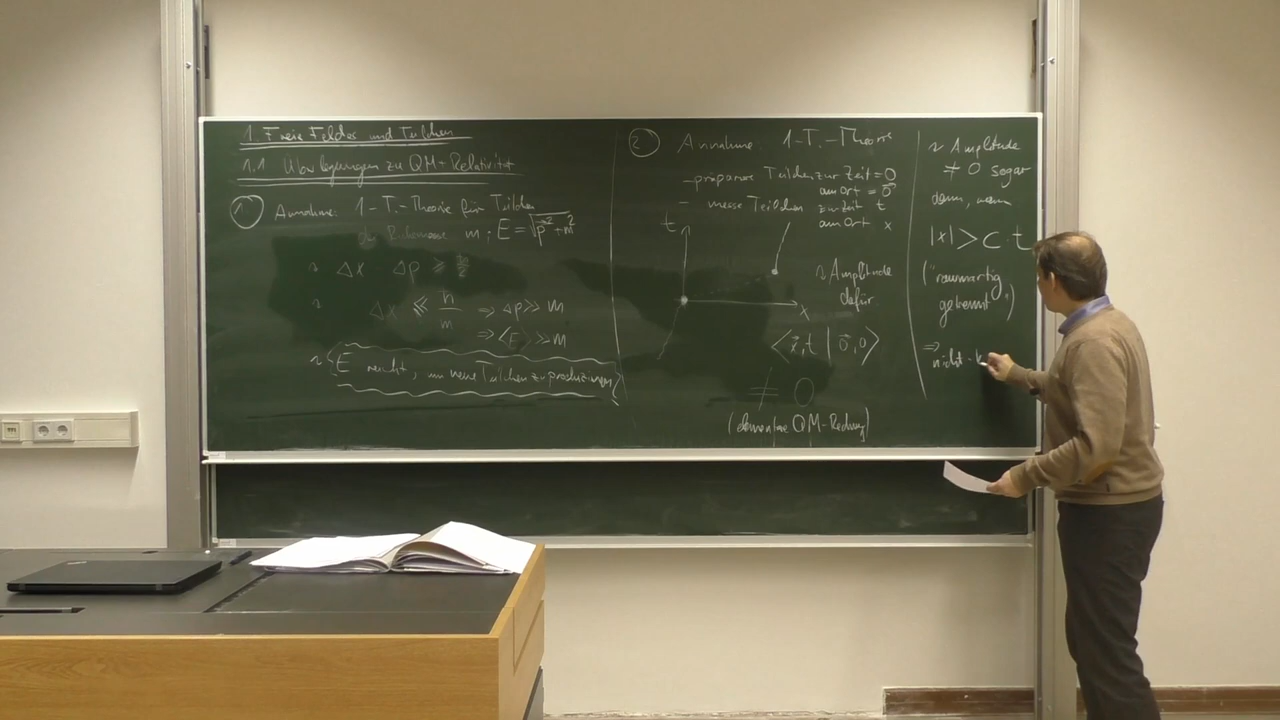 1. Freie Felder und Teilchen
1.1 Überlegungen zu QM + Relativität
1 Annahme: 1-T.-Theorie für Teilchen
der Ruhemasse m; E = √p⃗²+m²
~ Δx Δp ≥ ħ/2
~ Δx ≪ ħ/m ⇒ Δp ≫ m
⇒ ⟨E⟩ ≫ m
~ E reicht, um neue Teilchen zu produzieren
2 Annahme: 1-T.-Theorie
- präpariere Teilchen zur Zeit = 0
am Ort = 0⃗
- messe Teilchen zur Zeit t
am Ort x
t
x
~ Amplitude
dafür
⟨x⃗,t | 0⃗,0⟩
≠ 0
(elementare QM-Rechnung)
~ Amplitude
≠ 0 sogar
dann, wenn
|x| > c·t
("raumartig
getrennt")
⇒
nicht-k